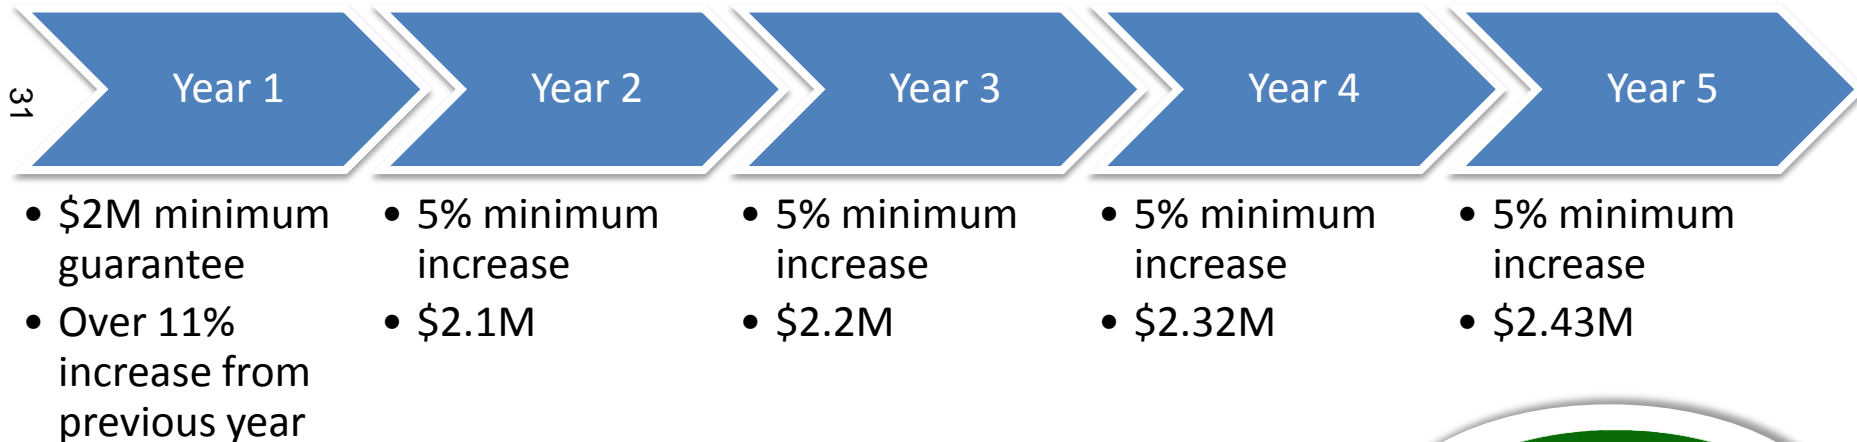 31
Year 1
Year 2
Year 3
Year 4
Year 5
• $2M minimum
guarantee
• Over 11%
increase from
previous year
• 5% minimum
increase
• $2.1M
• 5% minimum
increase
• $2.2M
• 5% minimum
increase
• $2.32M
• 5% minimum
increase
• $2.43M